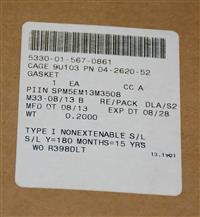 5330-01-567-0861
CAGE 9U103 PN 04-2620-52
GASKET
1 EA CC A
PIIN SPM5EM13M3508
M33-08/13 B RE/PACK DLA/S2
MFD DT 08/13 EXP DT 08/28
WT 0.2000
TYPE I NONEXTENABLE S/L
S/L Y=180 MONTHS=15 YRS
WO R398DLT